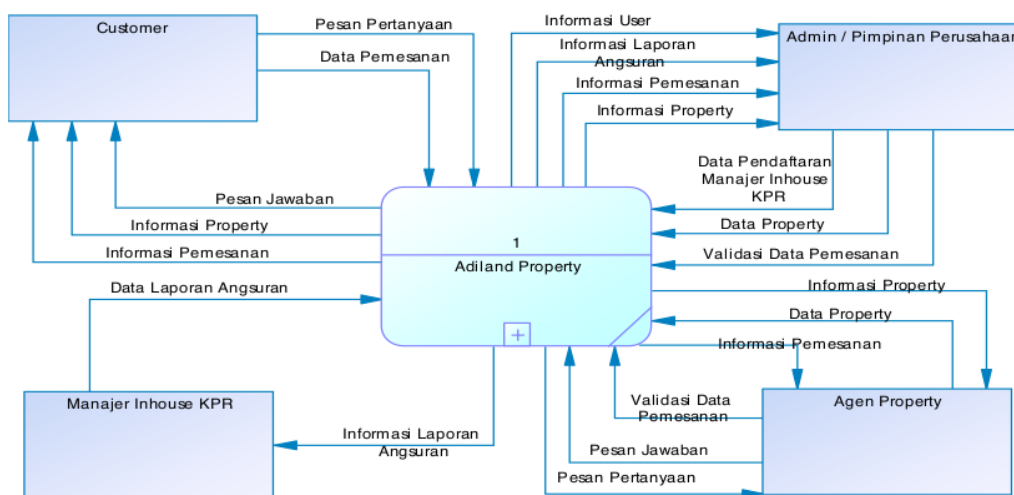 Customer
Pesan Pertanyaan
Data Pemesanan
Informasi User
Informasi Laporan
Angsuran
Informasi Pemesanan
Informasi Property
Admin / Pimpinan Perusahaan
Data Pendaftaran
Manajer Inhouse
KPR
Data Property
Validasi Data Pemesanan
Pesan Jawaban
Informasi Property
Informasi Pemesanan
1
Adiland Property
Data Laporan Angsuran
Informasi Property
Data Property
Informasi Pemesanan
Manajer Inhouse KPR
Agen Property
Validasi Data
Pemesanan
Informasi Laporan
Angsuran
Pesan Jawaban
Pesan Pertanyaan